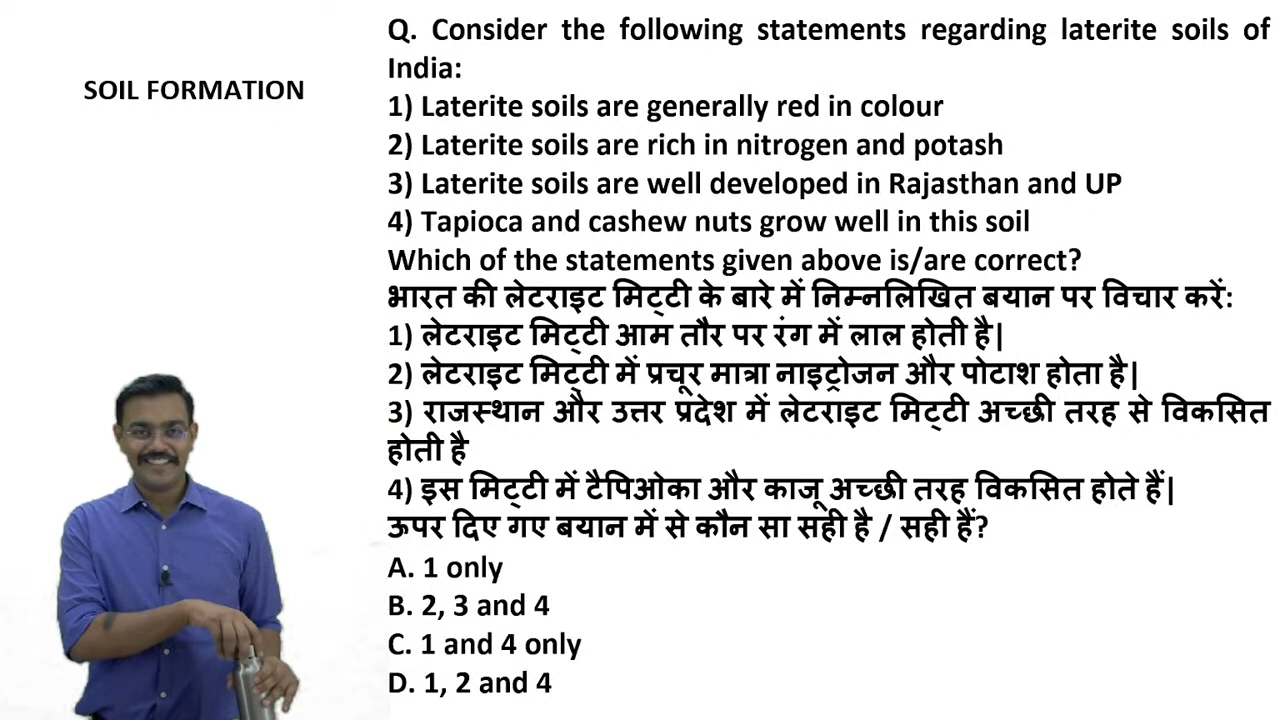 SOIL FORMATION
Q. Consider the following statements regarding laterite soils of
India:
1) Laterite soils are generally red in colour
2) Laterite soils are rich in nitrogen and potash
3) Laterite soils are well developed in Rajasthan and UP
4) Tapioca and cashew nuts grow well in this soil
Which of the statements given above is/are correct?
भारत की लेटराइट मिट्टी के बारे में निम्नलिखित बयान पर विचार करें:
1) लेटराइट मिट्टी आम तौर पर रंग में लाल होती है|
2) लेटराइट मिट्टी में प्रचूर मात्रा नाइट्रोजन और पोटाश होता है|
3) राजस्थान और उत्तर प्रदेश में लेटराइट मिट्टी अच्छी तरह से विकसित
होती है
4) इस मिट्टी में टैपिओका और काजू अच्छी तरह विकसित होते हैं|
ऊपर दिए गए बयान में से कौन सा सही है / सही हैं?
A. 1 only
B. 2, 3 and 4
C. 1 and 4 only
D. 1, 2 and 4